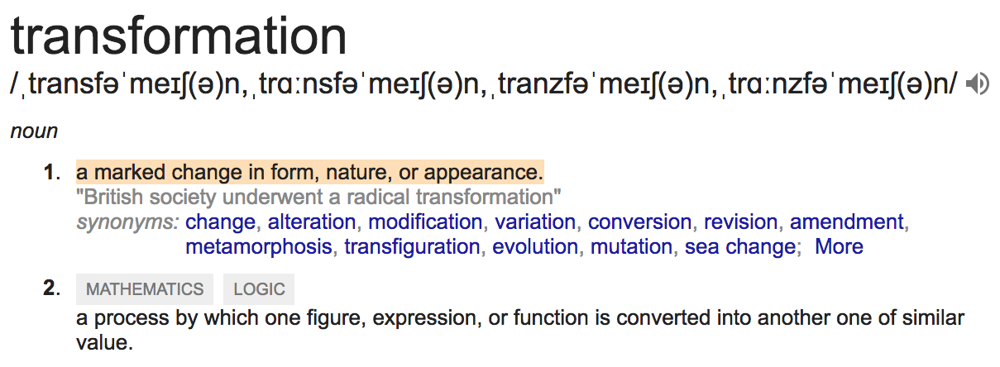 transformation
/ˌtransfəˈmeɪʃ(ə)n,ˌtrɑːnsfəˈmeɪʃ(ə)n,ˌtranzfəˈmeɪʃ(ə)n,ˌtrɑːnzfəˈmeɪʃ(ə)n/
noun
1. a marked change in form, nature, or appearance.
"British society underwent a radical transformation"
synonyms: change, alteration, modification, variation, conversion, revision, amendment,
metamorphosis, transfiguration, evolution, mutation, sea change; More
2. MATHEMATICS LOGIC
a process by which one figure, expression, or function is converted into another one of similar
value.